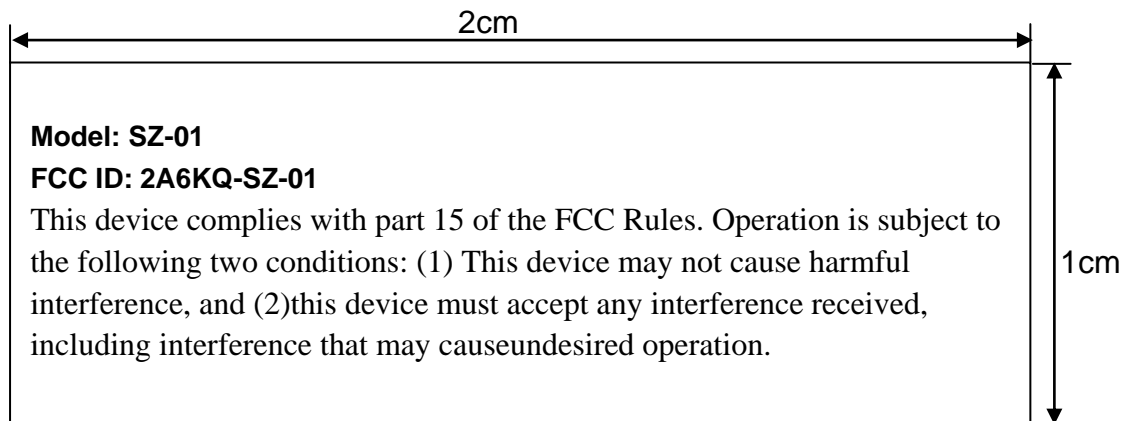 2cm
Model: SZ-01
FCC ID: 2A6KQ-SZ-01
This device complies with part 15 of the FCC Rules. Operation is subject to
the following two conditions: (1) This device may not cause harmful
1cm
interference, and (2)this device must accept any interference received,
including interference that may causeundesired operation.